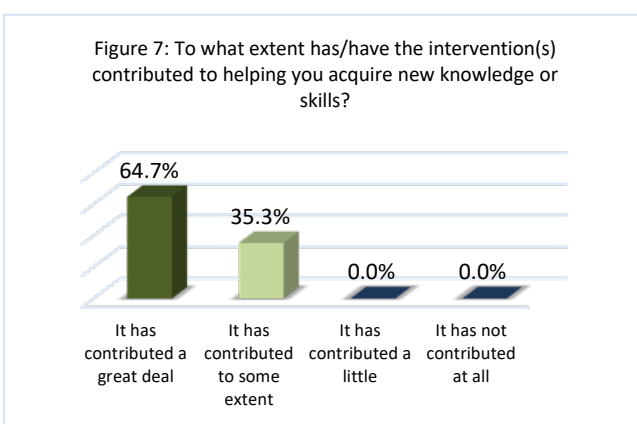 Figure 7: To what extent has/have the intervention(s)
contributed to helping you acquire new knowledge or
skills?
64.7%
35.3%
0.0%
0.0%
It has
contributed a
great deal
It has
contributed
to some
extent
It has
contributed a
little
It has not
contributed
at all